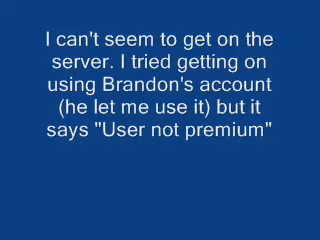 I can't seem to get on the
server. I tried getting on
using Brandon's account
(he let me use it) but it
says "User not premium"